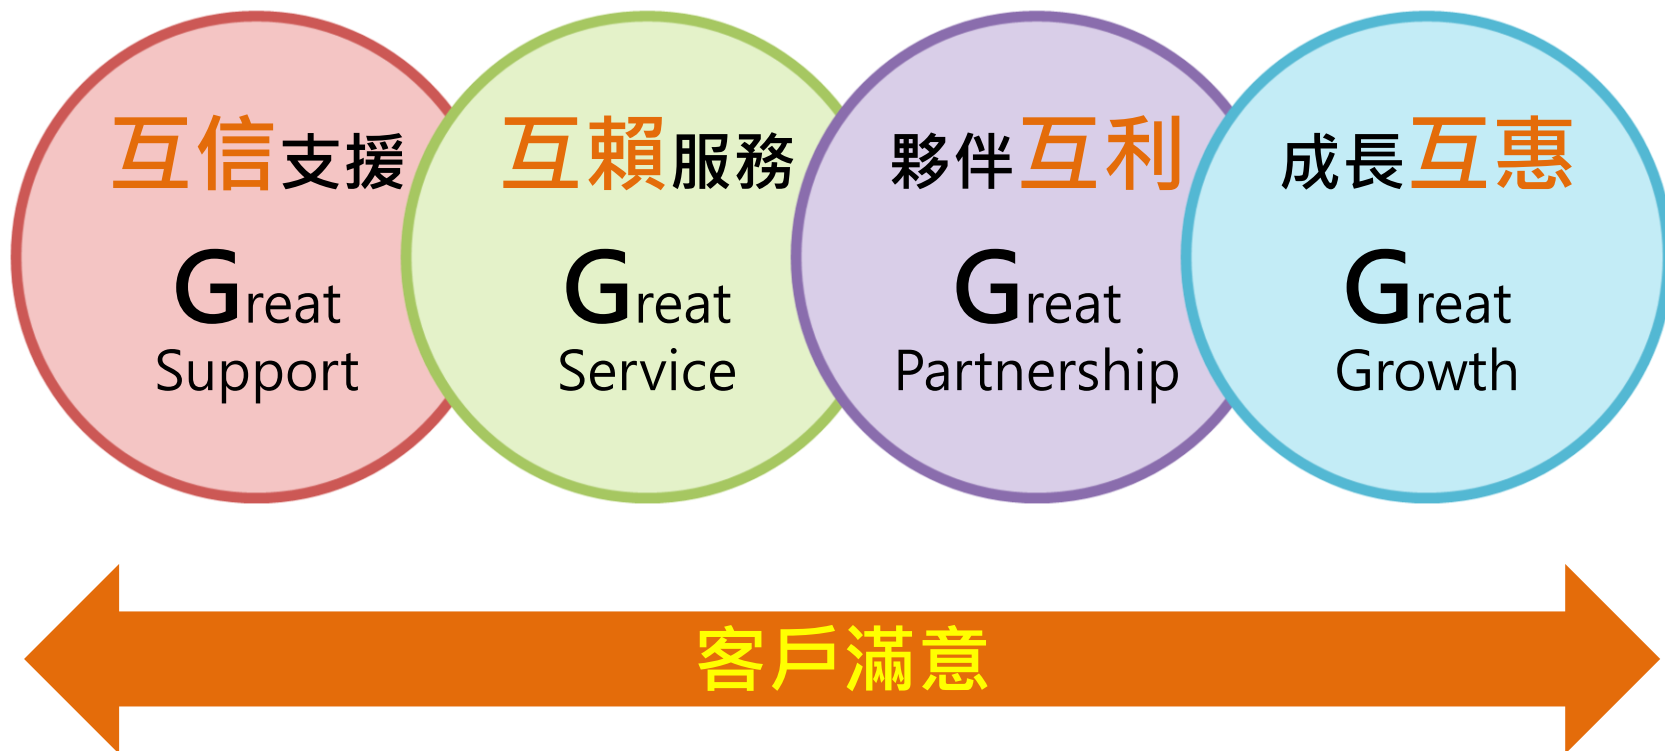 互信支援
Great
Support
互賴服務
Great
Service
夥伴互利
Great
Partnership
成長互惠
Great
Growth
客戶滿意